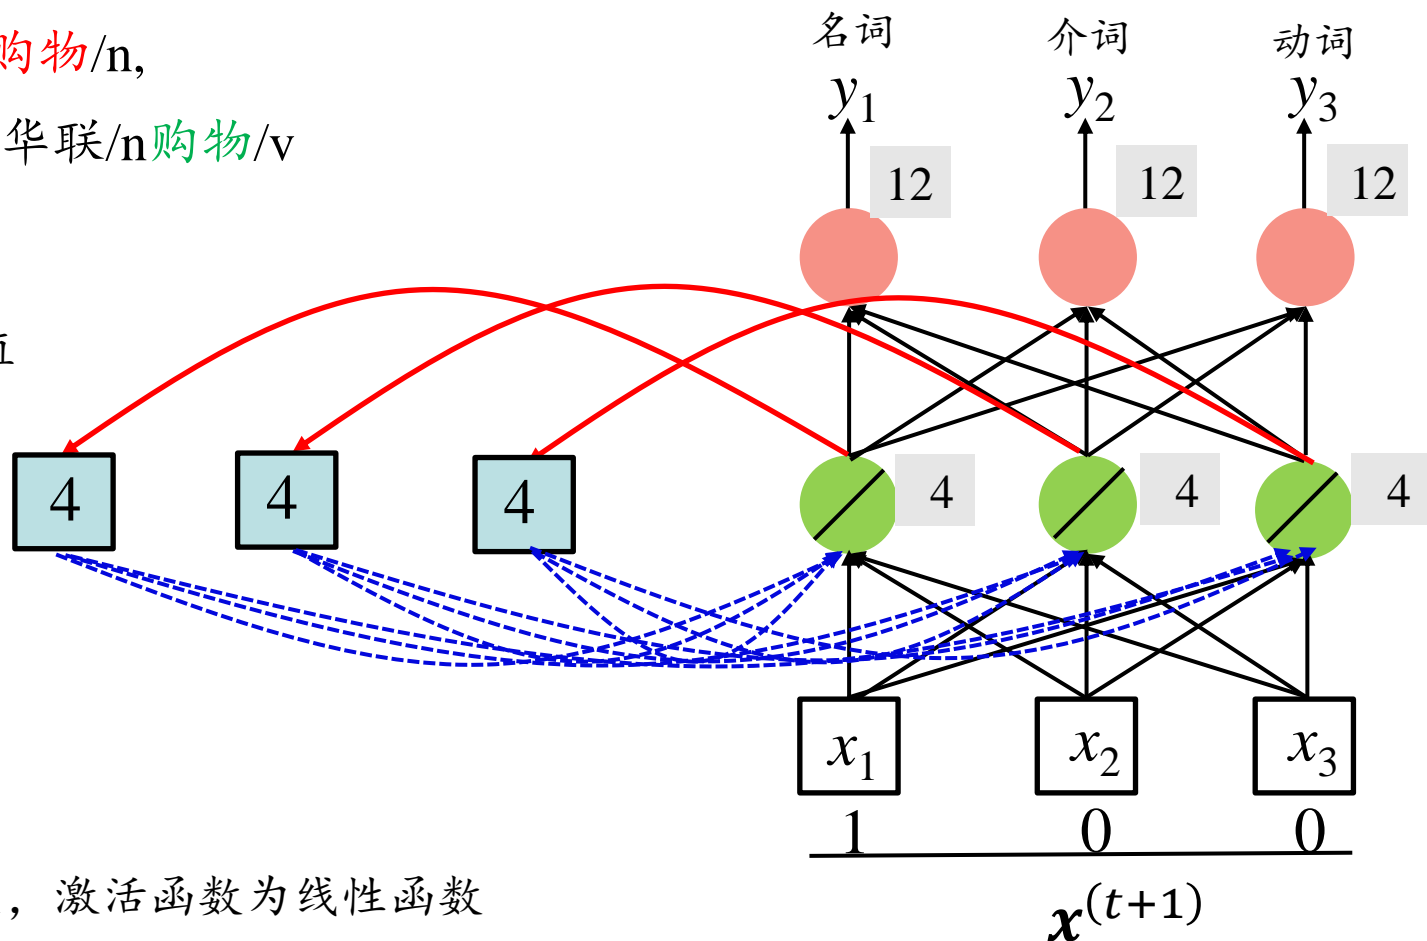 购物/n,
华联/n购物/v
名词 介词 动词
y₁ y₂ y₃
12 12 12
4 4 4 4 4 4
x₁ x₂ x₃
1 0 0
，激活函数为线性函数
x^(t+1)